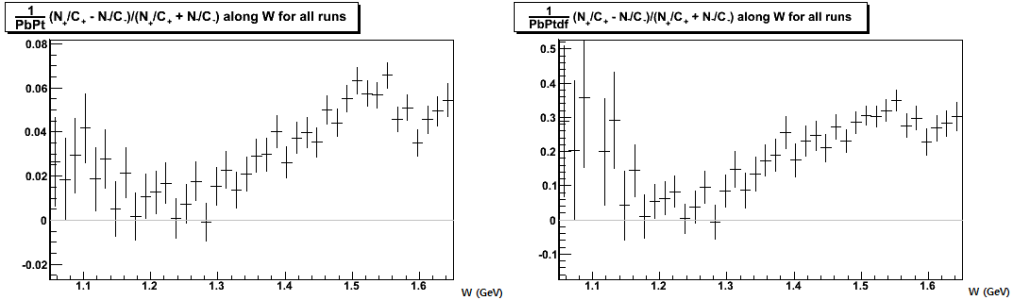 1/PbPt (N₊/C₊ - N₋/C₋)/(N₊/C₊ + N₋/C₋) along W for all runs
0.08
0.06
0.04
0.02
0
-0.02
1.1 1.2 1.3 1.4 1.5 1.6
W (GeV)
1/PbPtdf (N₊/C₊ - N₋/C₋)/(N₊/C₊ + N₋/C₋) along W for all runs
0.5
0.4
0.3
0.2
0.1
0
-0.1
1.1 1.2 1.3 1.4 1.5 1.6
W (GeV)